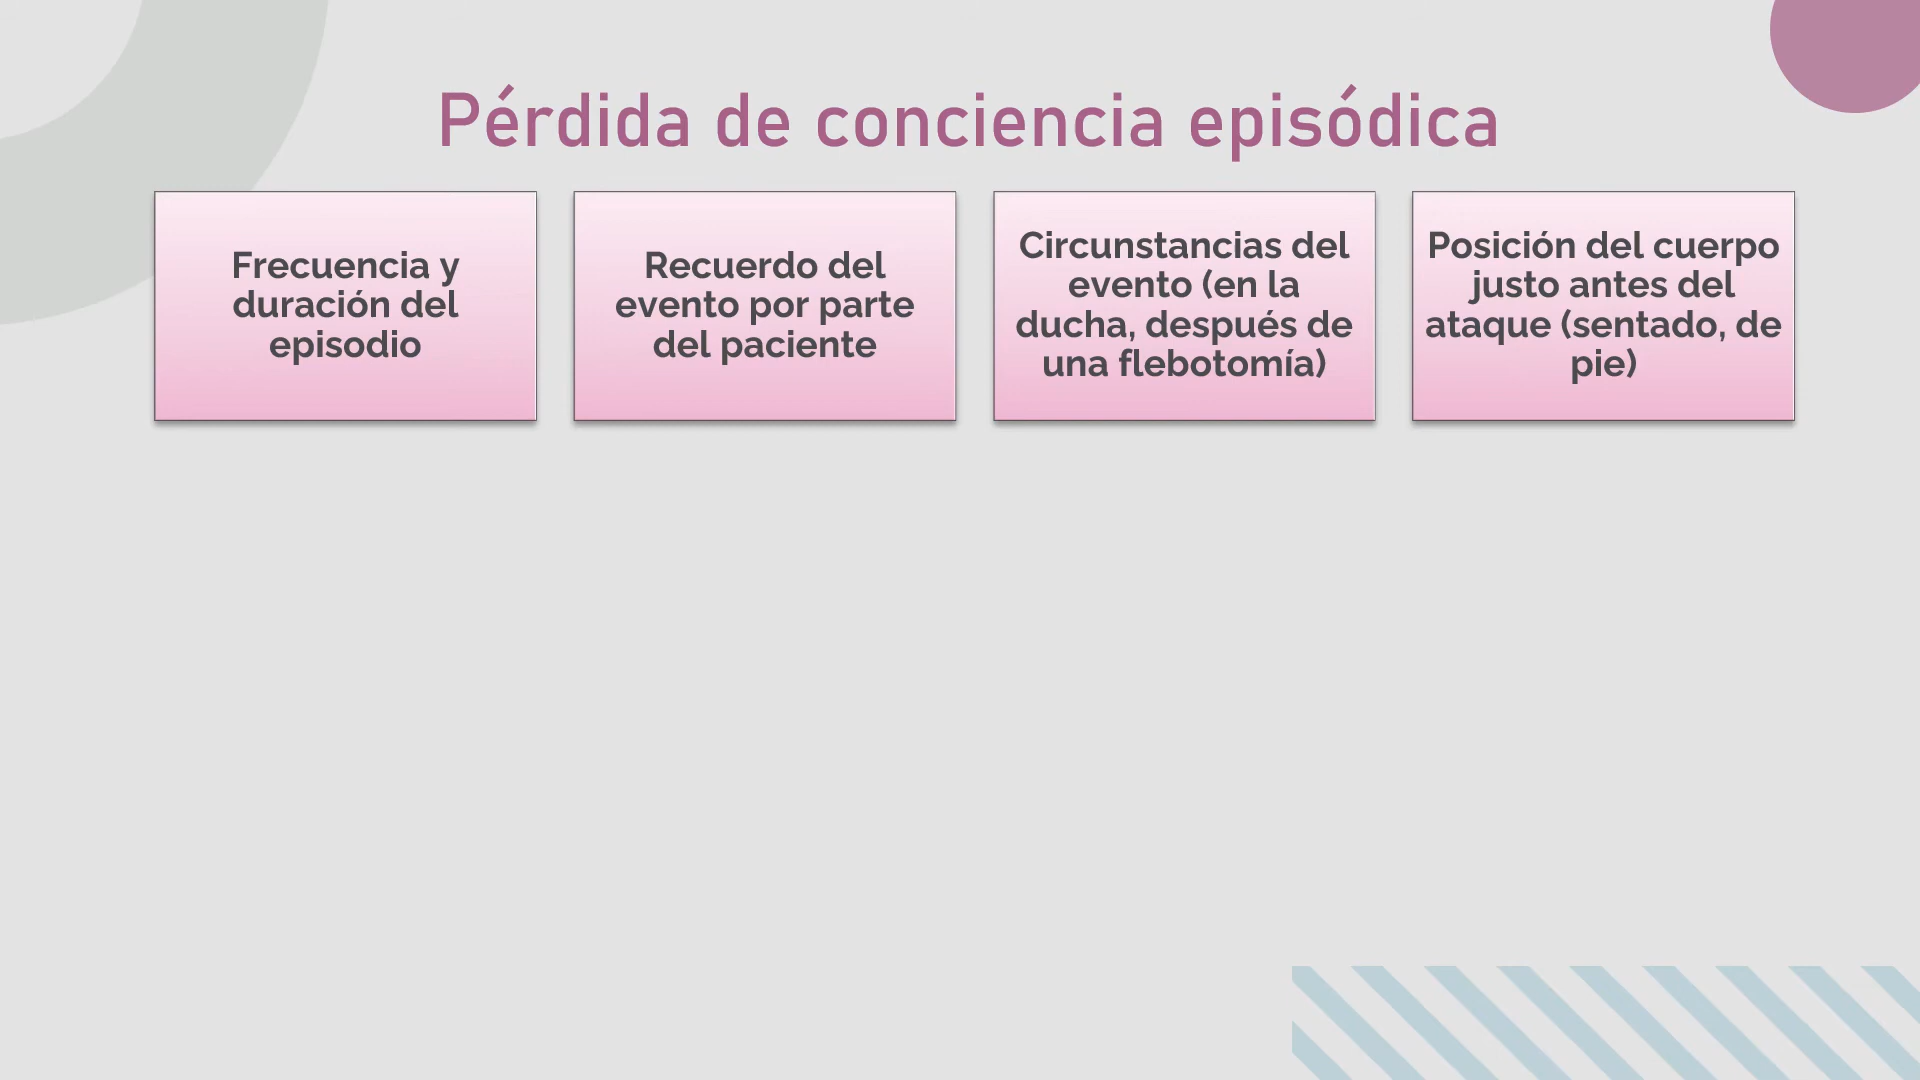 Pérdida de conciencia episódica
Frecuencia y
duración del
episodio
Recuerdo del
evento por parte
del paciente
Circunstancias del
evento (en la
ducha, después de
una flebotomía)
Posición del cuerpo
justo antes del
ataque (sentado, de
pie)